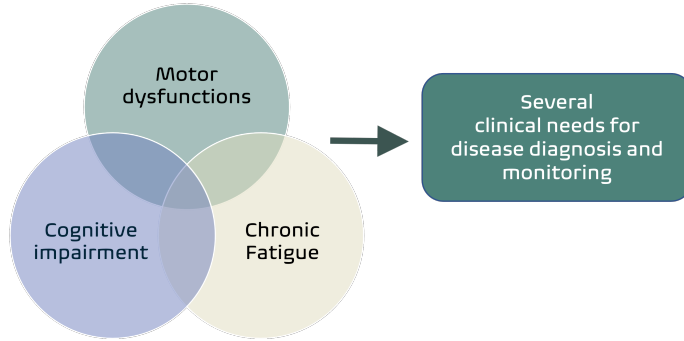 Motor
dysfunctions
Cognitive
impairment
Chronic
Fatigue
Several
clinical needs for
disease diagnosis and
monitoring